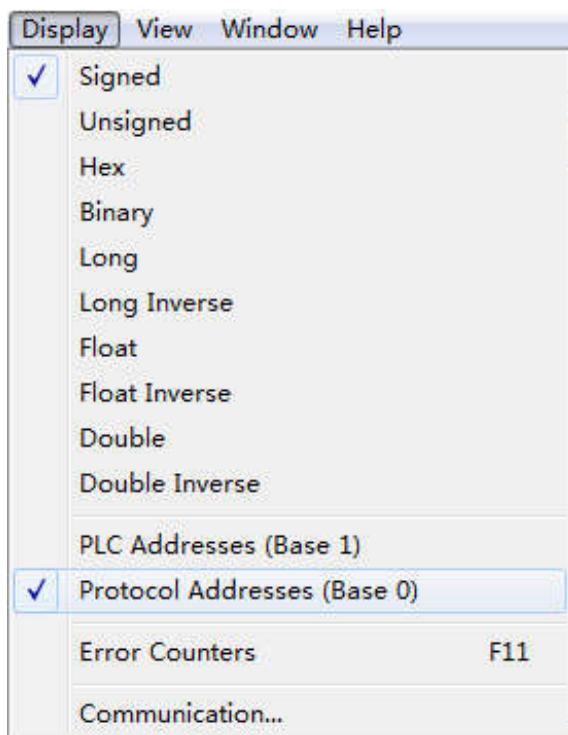 Display View Window Help
Signed
Unsigned
Hex
Binary
Long
Long Inverse
Float
Float Inverse
Double
Double Inverse
PLC Addresses (Base 1)
Protocol Addresses (Base 0)
Error Counters F11
Communication...